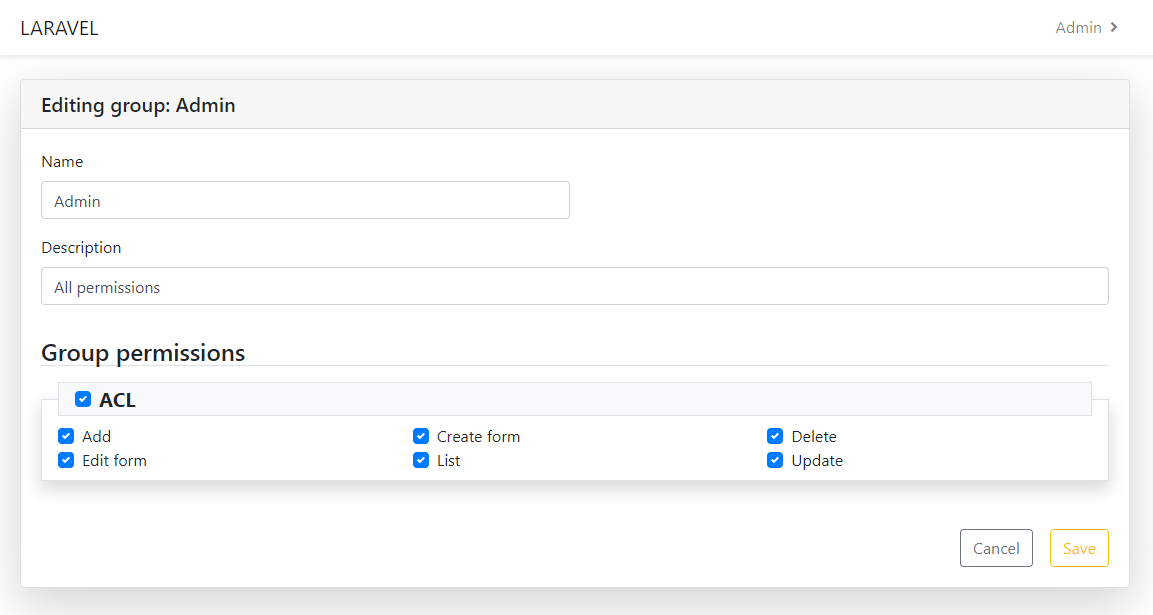 LARAVEL
Admin
Editing group: Admin
Name
Admin
Description
All permissions
Group permissions
ACL
Add Create form Delete
Edit form List Update
Cancel Save